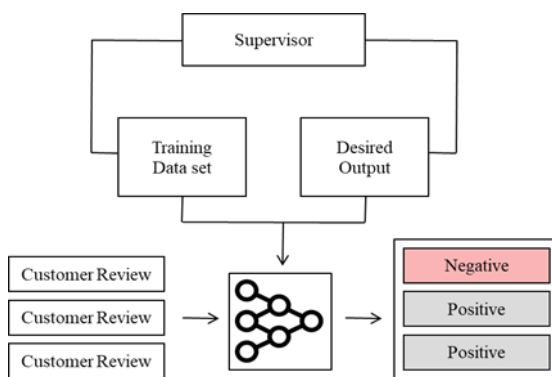 Supervisor
Training
Data set
Desired
Output
Customer Review
Customer Review
Customer Review
Negative
Positive
Positive